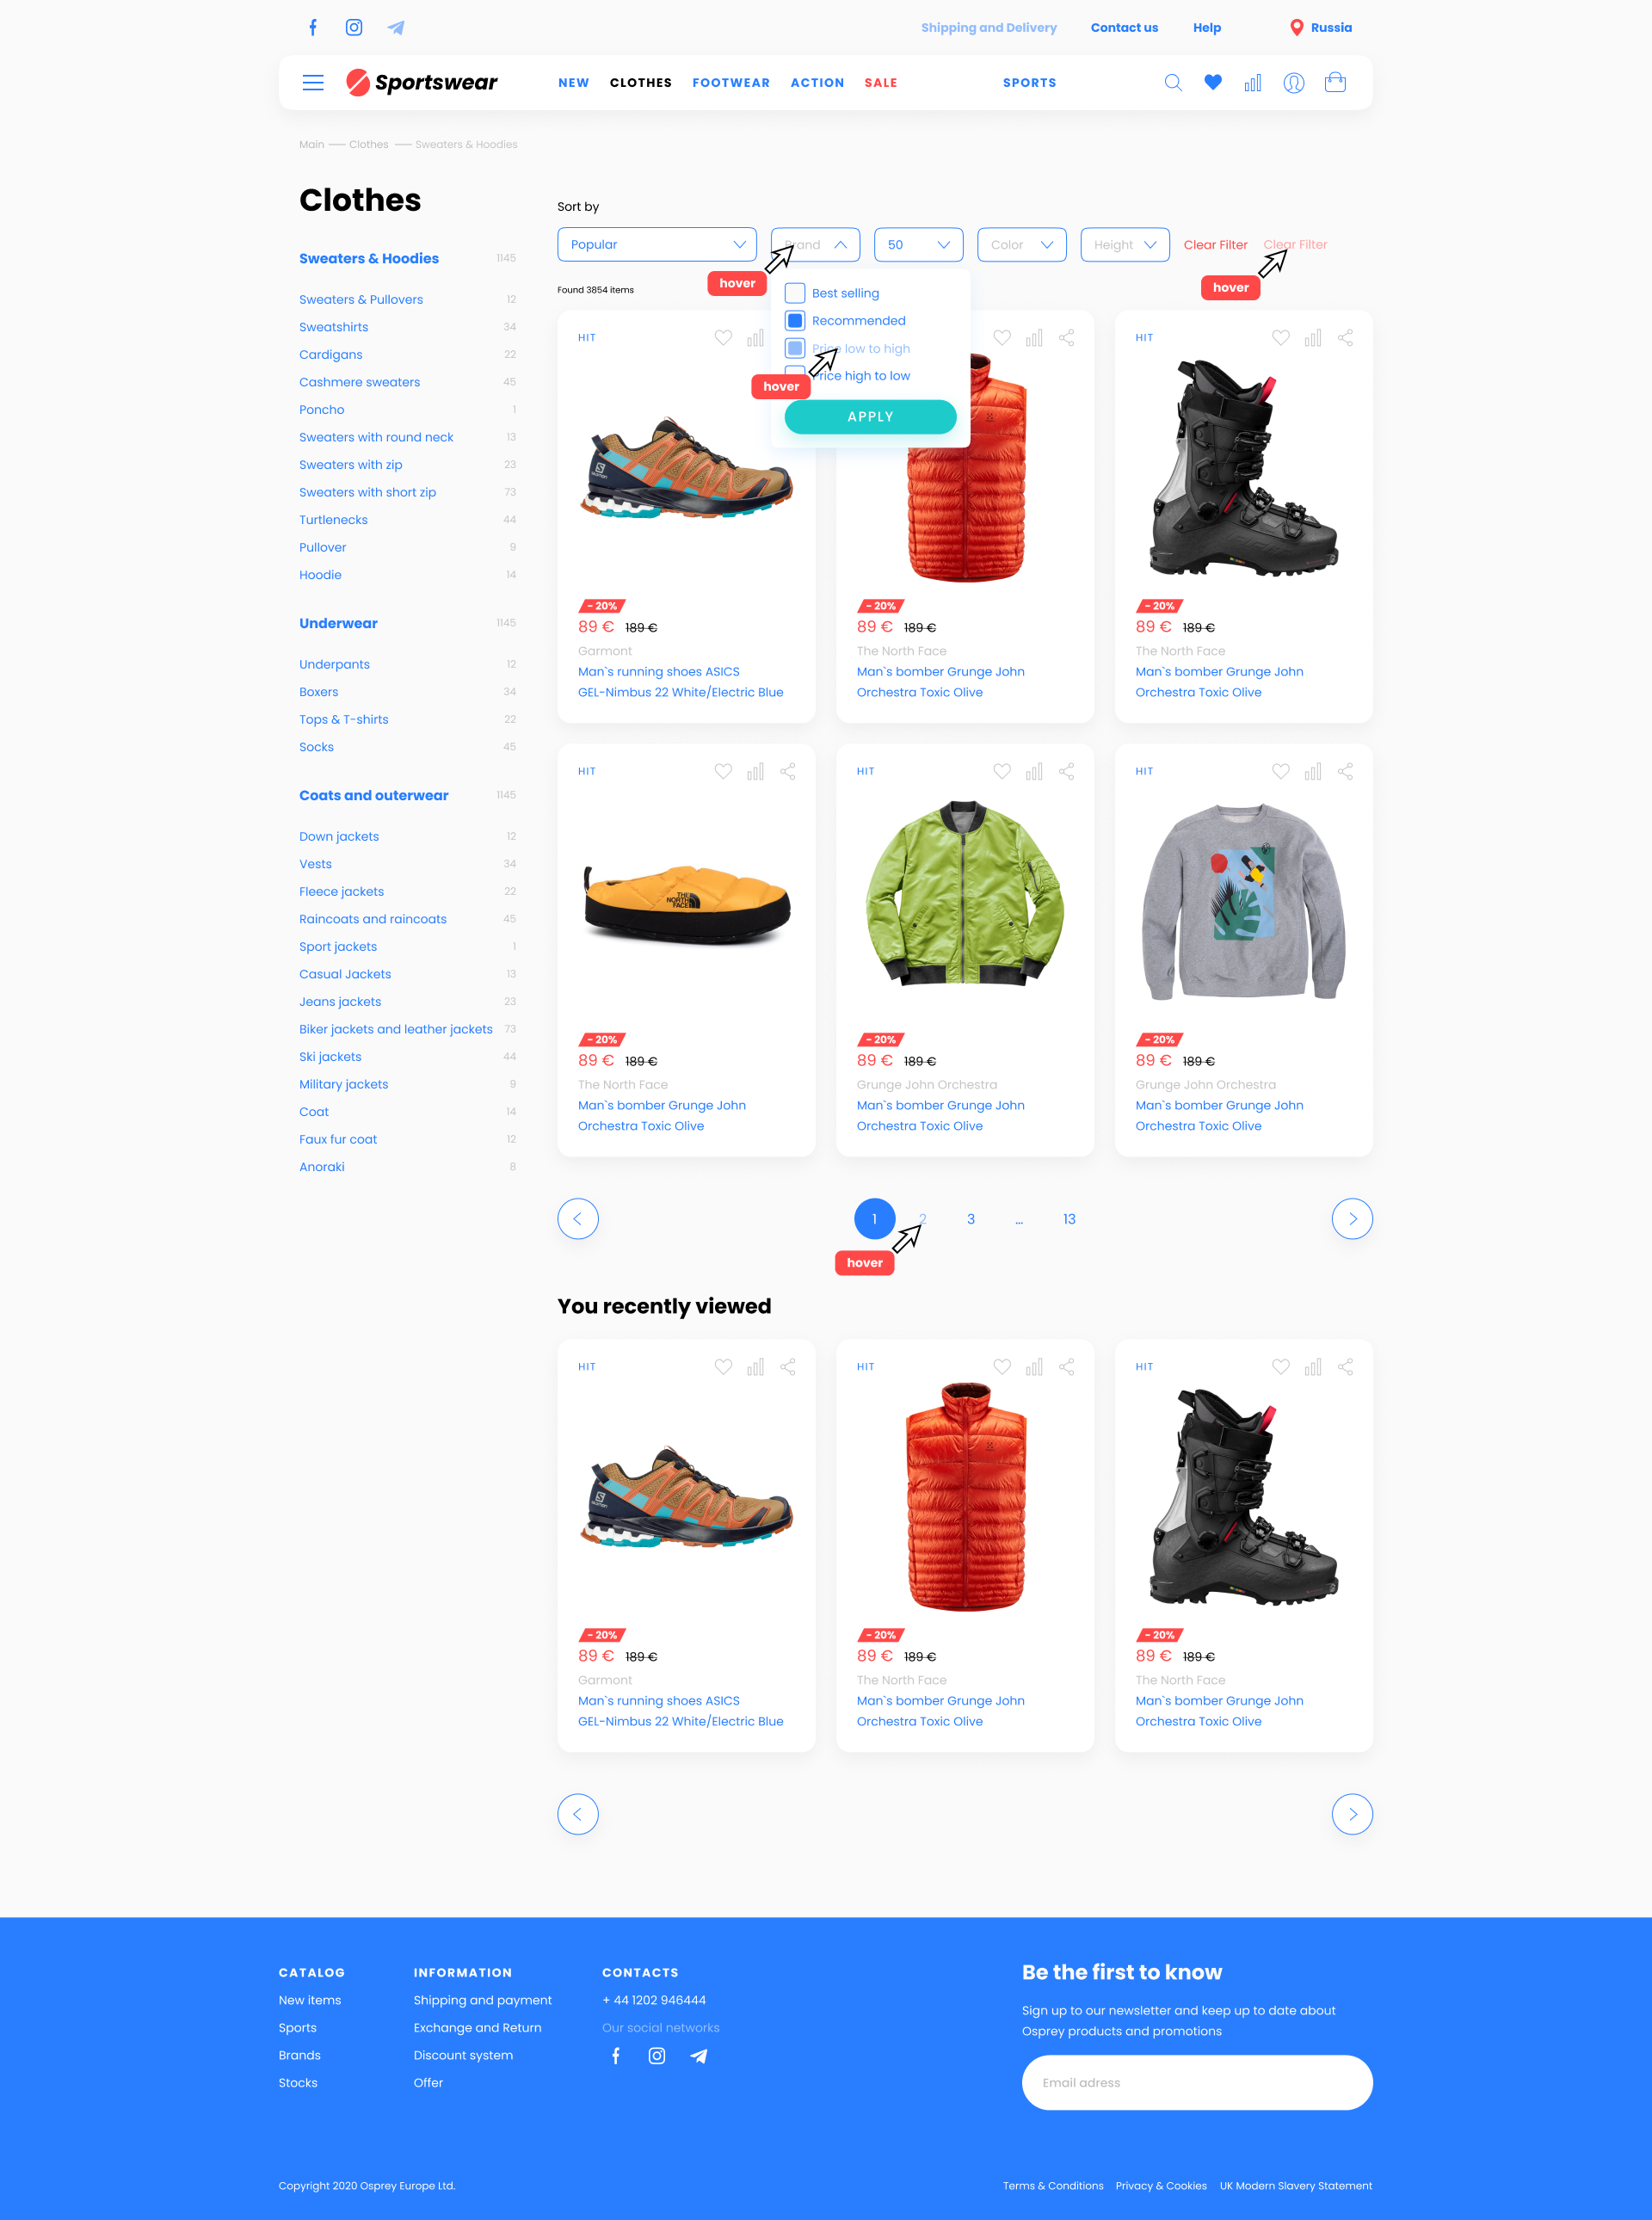 Shipping and Delivery
Contact us
Help
Russia
Sportswear
NEW
CLOTHES
FOOTWEAR
ACTION
SALE
SPORTS
Main
Clothes
Sweaters & Hoodies
Clothes
Sweaters & Hoodies 1145
Sweaters & Pullovers 12
Sweatshirts 34
Cardigans 22
Cashmere sweaters 45
Poncho 1
Sweaters with round neck 13
Sweaters with zip 23
Sweaters with short zip 73
Turtlenecks 44
Pullover 9
Hoodie 14
Underwear 1145
Underpants 12
Boxers 34
Tops & T-shirts 22
Socks 45
Coats and outerwear 1145
Down jackets 12
Vests 34
Fleece jackets 22
Raincoats and raincoats 45
Sport jackets 1
Casual Jackets 13
Jeans jackets 23
Biker jackets and leather jackets 73
Ski jackets 44
Military jackets 9
Coat 14
Faux fur coat 12
Anoraki 8
Sort by
Popular
Brand
50
Color
Height
Clear Filter
Clear Filter
hover
hover
Found 3854 items
Best selling
Recommended
Price low to high
Price high to low
hover
APPLY
HIT
SALOMON
- 20%
89 € 189 €
Garmont
Man`s running shoes ASICS
GEL-Nimbus 22 White/Electric Blue
- 20%
89 € 189 €
The North Face
Man`s bomber Grunge John
Orchestra Toxic Olive
HIT
- 20%
89 € 189 €
The North Face
Man`s bomber Grunge John
Orchestra Toxic Olive
HIT
THE
NORTH
FACE
- 20%
89 € 189 €
The North Face
Man`s bomber Grunge John
Orchestra Toxic Olive
HIT
- 20%
89 € 189 €
Grunge John Orchestra
Man`s bomber Grunge John
Orchestra Toxic Olive
HIT
- 20%
89 € 189 €
Grunge John Orchestra
Man`s bomber Grunge John
Orchestra Toxic Olive
1 2 3 ... 13
hover
You recently viewed
HIT
SALOMON
- 20%
89 € 189 €
Garmont
Man`s running shoes ASICS
GEL-Nimbus 22 White/Electric Blue
HIT
- 20%
89 € 189 €
The North Face
Man`s bomber Grunge John
Orchestra Toxic Olive
HIT
- 20%
89 € 189 €
The North Face
Man`s bomber Grunge John
Orchestra Toxic Olive
CATALOG
New items
Sports
Brands
Stocks
INFORMATION
Shipping and payment
Exchange and Return
Discount system
Offer
CONTACTS
+ 44 1202 946444
Our social networks
Be the first to know
Sign up to our newsletter and keep up to date about
Osprey products and promotions
Email adress
Copyright 2020 Osprey Europe Ltd.
Terms & Conditions
Privacy & Cookies
UK Modern Slavery Statement